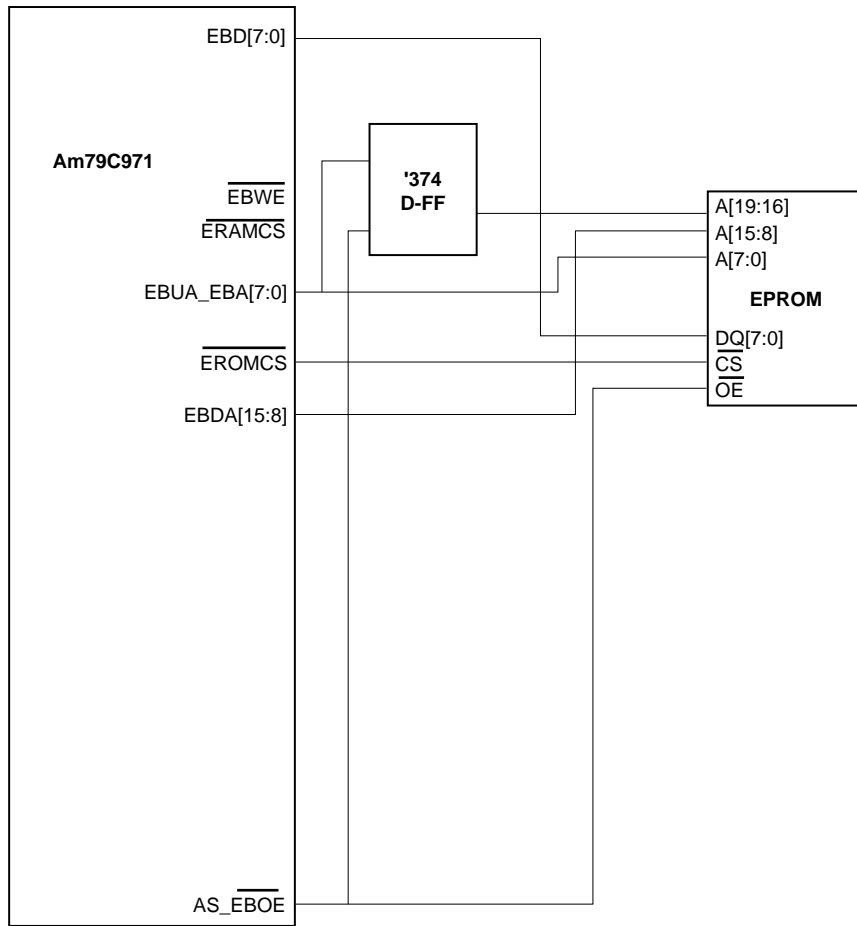 EBD[7:0]
Am79C971
'374
D-FF
EBWE
ERAMCS
A[19:16]
A[15:8]
A[7:0]
EBUA_EBA[7:0]
EPROM
DQ[7:0]
EROMCS
CS
OE
EBDA[15:8]
AS_EBOE